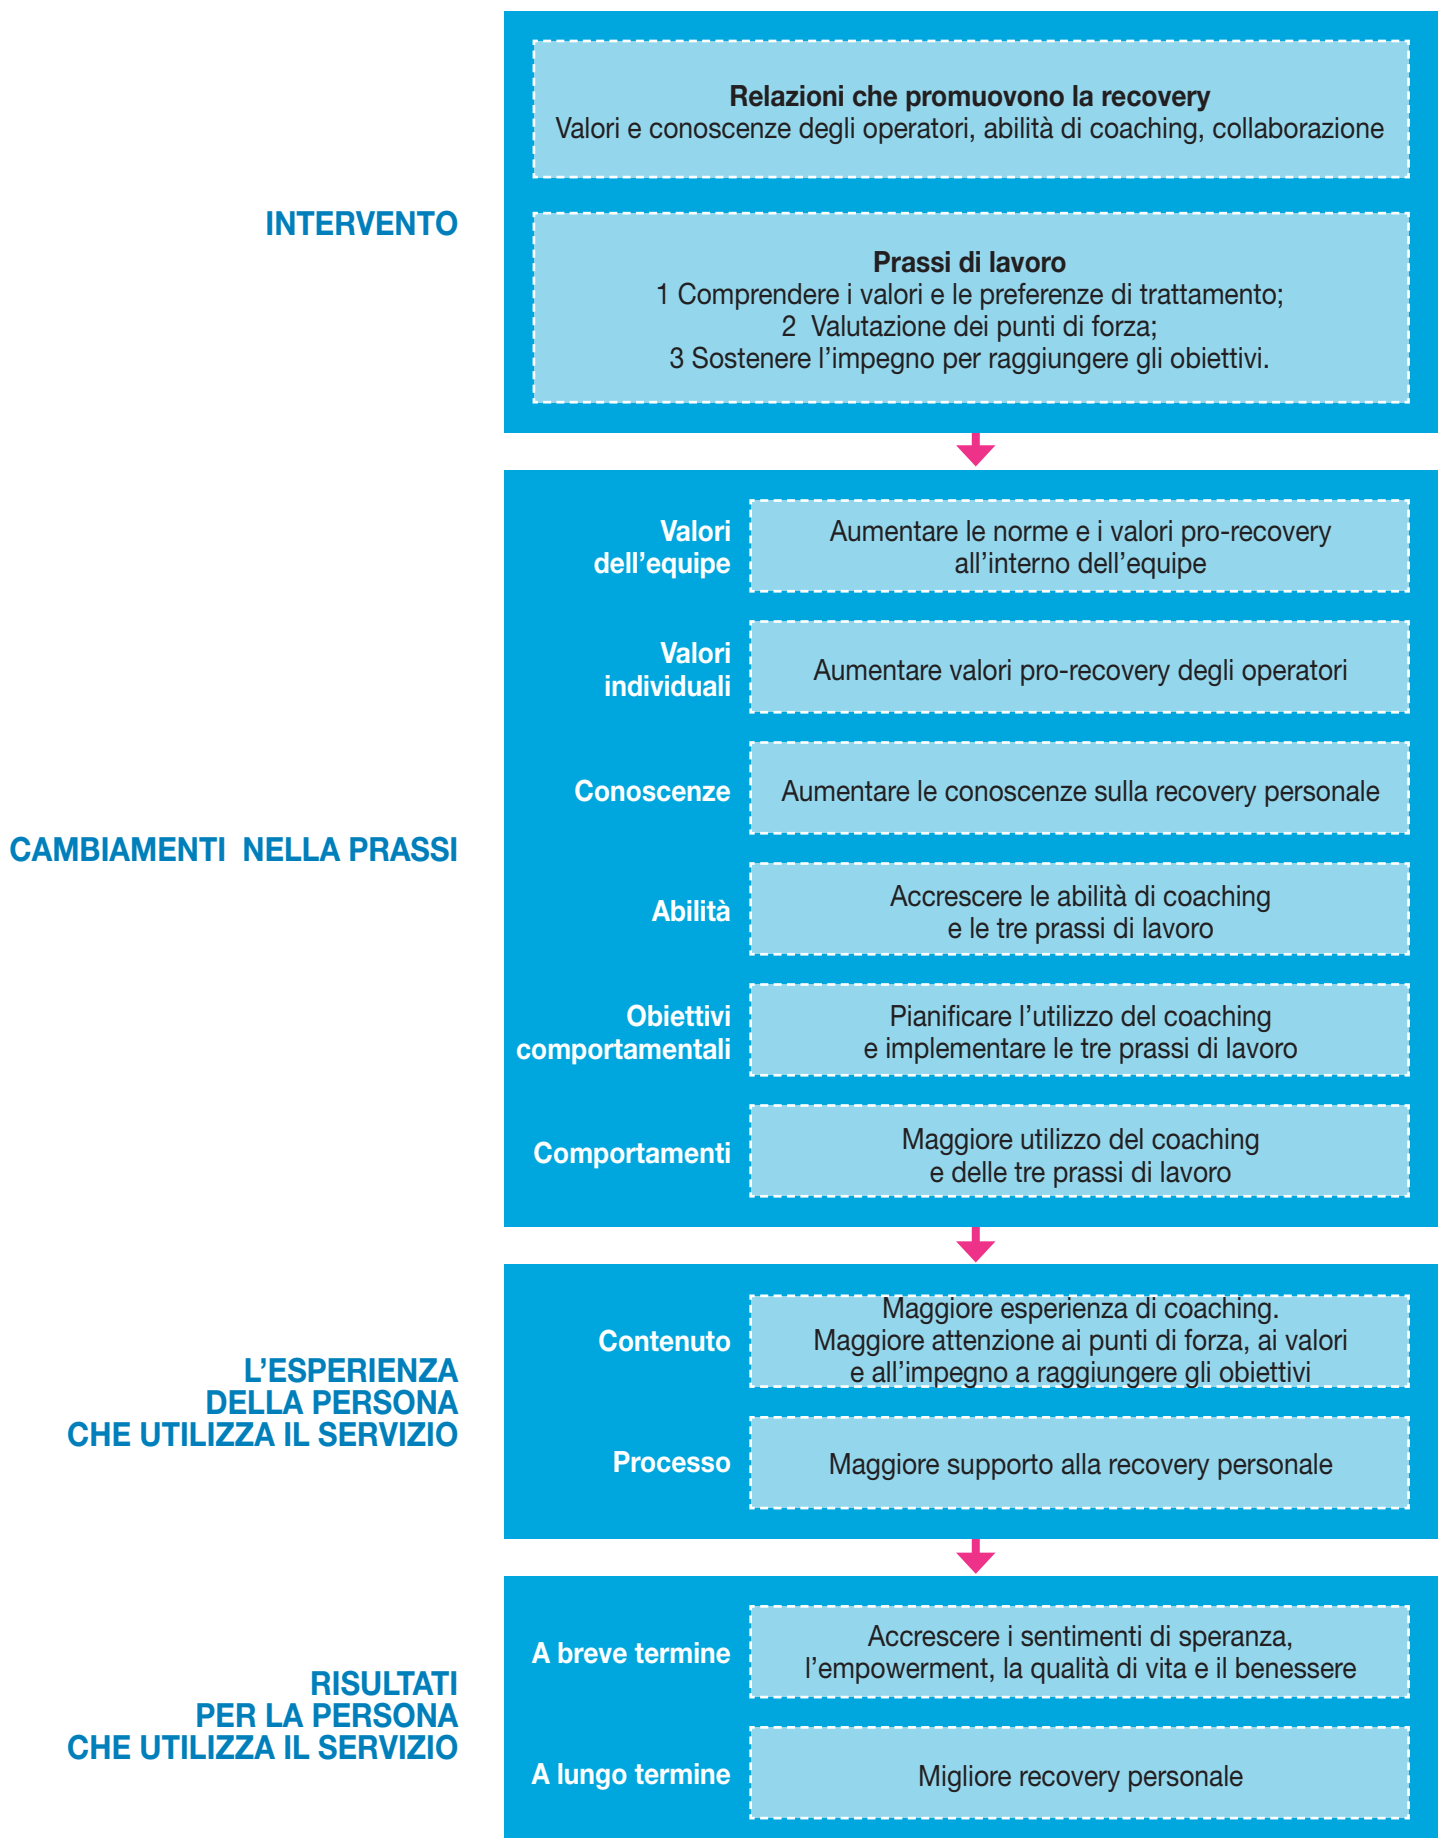 INTERVENTO
Relazioni che promuovono la recovery
Valori e conoscenze degli operatori, abilità di coaching, collaborazione
Prassi di lavoro
1 Comprendere i valori e le preferenze di trattamento;
2  Valutazione dei punti di forza;
3 Sostenere l’impegno per raggiungere gli obiettivi.
CAMBIAMENTI  NELLA PRASSI
Valori
dell’equipe
Aumentare le norme e i valori pro-recovery
all’interno dell’equipe
Valori
individuali
Aumentare valori pro-recovery degli operatori
Conoscenze
Aumentare le conoscenze sulla recovery personale
Abilità
Accrescere le abilità di coaching
e le tre prassi di lavoro
Obiettivi
comportamentali
Pianificare l’utilizzo del coaching
e implementare le tre prassi di lavoro
Comportamenti
Maggiore utilizzo del coaching
e delle tre prassi di lavoro
L’ESPERIENZA
DELLA PERSONA
CHE UTILIZZA IL SERVIZIO
Contenuto
Maggiore esperienza di coaching.
Maggiore attenzione ai punti di forza, ai valori
e all’impegno a raggiungere gli obiettivi
Processo
Maggiore supporto alla recovery personale
RISULTATI
PER LA PERSONA
CHE UTILIZZA IL SERVIZIO
A breve termine
Accrescere i sentimenti di speranza,
l’empowerment, la qualità di vita e il benessere
A lungo termine
Migliore recovery personale